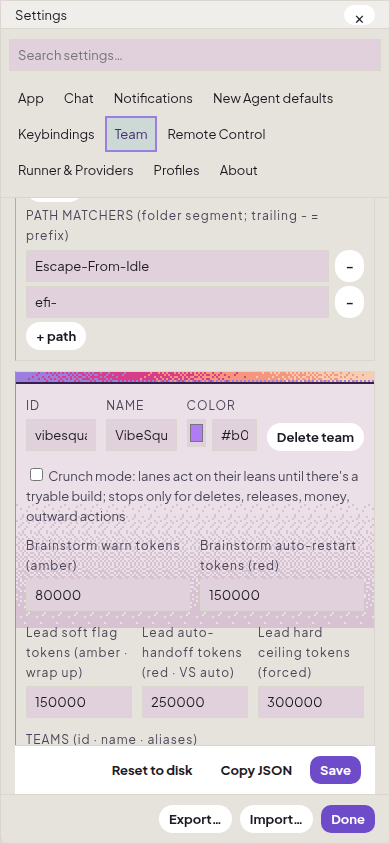 Settings
×
Search settings…
App Chat Notifications New Agent defaults
Keybindings Team Remote Control
Runner & Providers Profiles About
PATH MATCHERS (folder segment; trailing - =
prefix)
Escape-From-Idle -
efi- -
+ path
ID NAME COLOR
vibesqua VibeSqu #b0 Delete team
Crunch mode: lanes act on their leans until there's a
tryable build; stops only for deletes, releases, money,
outward actions
Brainstorm warn tokens
(amber)
Brainstorm auto-restart
tokens (red)
80000 150000
Lead soft flag
tokens (amber ·
wrap up)
Lead auto-
handoff tokens
(red · VS auto)
Lead hard
ceiling tokens
(forced)
150000 250000 300000
TEAMS (id · name · aliases)
Reset to disk Copy JSON Save
Export… Import… Done